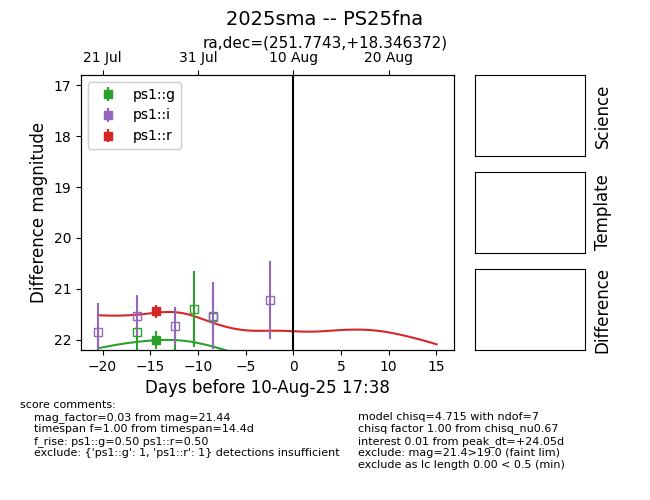 2025sma -- PS25fna
ra,dec=(251.7743,+18.346372)
21 Jul
31 Jul
10 Aug
20 Aug
17
18
19
20
21
22
Difference magnitude
ps1::g
ps1::i
ps1::r
−20
−15
−10
−5
0
5
10
15
Days before 10-Aug-25 17:38
Science
Template
Difference
score comments:
mag_factor=0.03 from mag=21.44
timespan f=1.00 from timespan=14.4d
f_rise: ps1::g=0.50 ps1::r=0.50
exclude: {'ps1::g': 1, 'ps1::r': 1} detections insufficient
model chisq=4.715 with ndof=7
chisq factor 1.00 from chisq_nu0.67
interest 0.01 from peak_dt=+24.05d
exclude: mag=21.4>19.0 (faint lim)
exclude as lc length 0.00 < 0.5 (min)